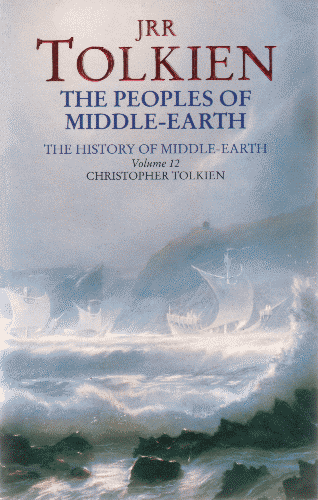 JRR
TOLKIEN
THE PEOPLES OF
MIDDLE-EARTH
THE HISTORY OF MIDDLE-EARTH
Volume 12
CHRISTOPHER TOLKIEN